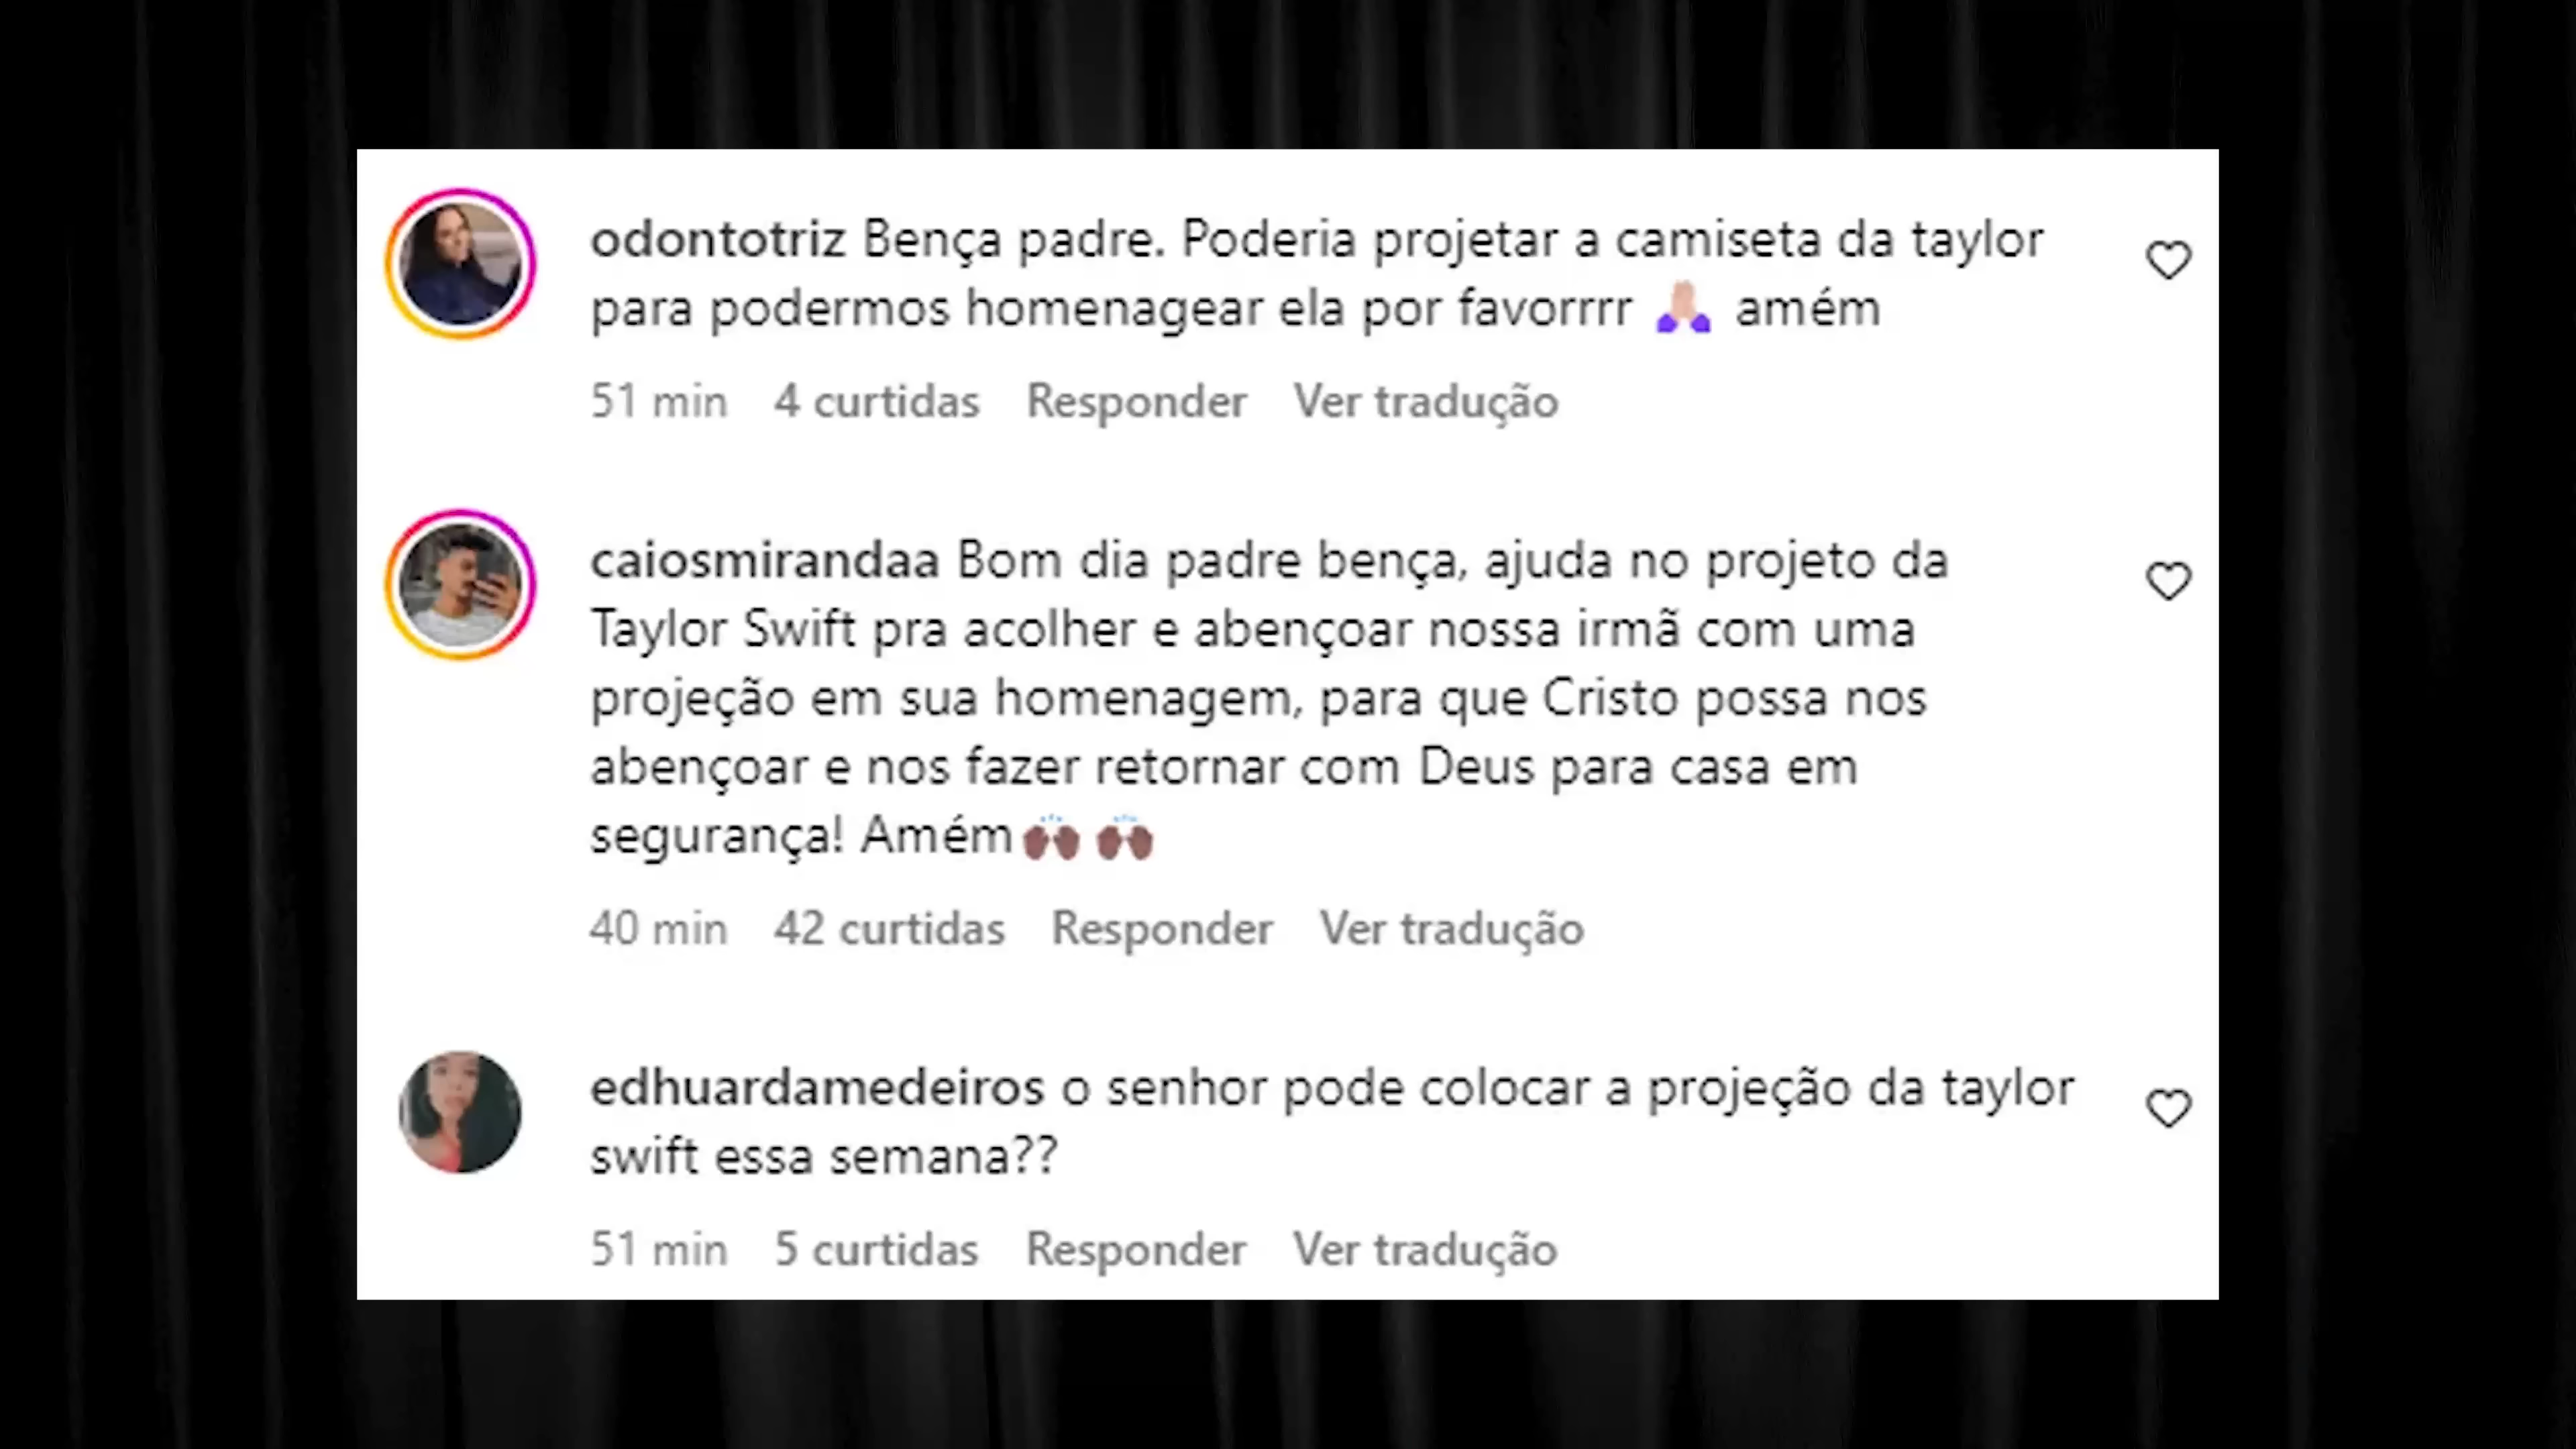 odontotriz Bença padre. Poderia projetar a camiseta da taylor
para podermos homenagear ela por favorrrr 🙏🏻 amém
51 min 4 curtidas Responder Ver tradução
caiosmirandaa Bom dia padre bença, ajuda no projeto da
Taylor Swift pra acolher e abençoar nossa irmã com uma
projeção em sua homenagem, para que Cristo possa nos
abençoar e nos fazer retornar com Deus para casa em
segurança! Amém🙌🏿 🙌🏿
40 min 42 curtidas Responder Ver tradução
edhuardamedeiros o senhor pode colocar a projeção da taylor
swift essa semana??
51 min 5 curtidas Responder Ver tradução